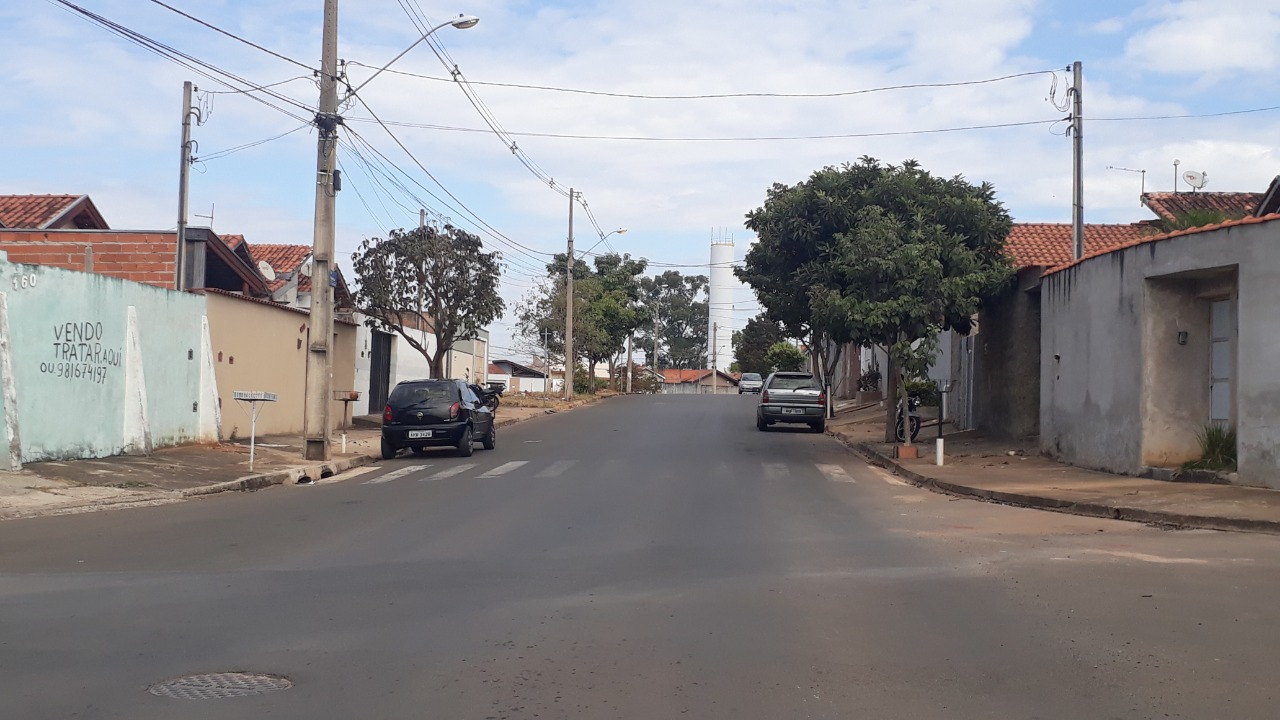 160
VENDO
TRATAR AQUI
OU 981674197